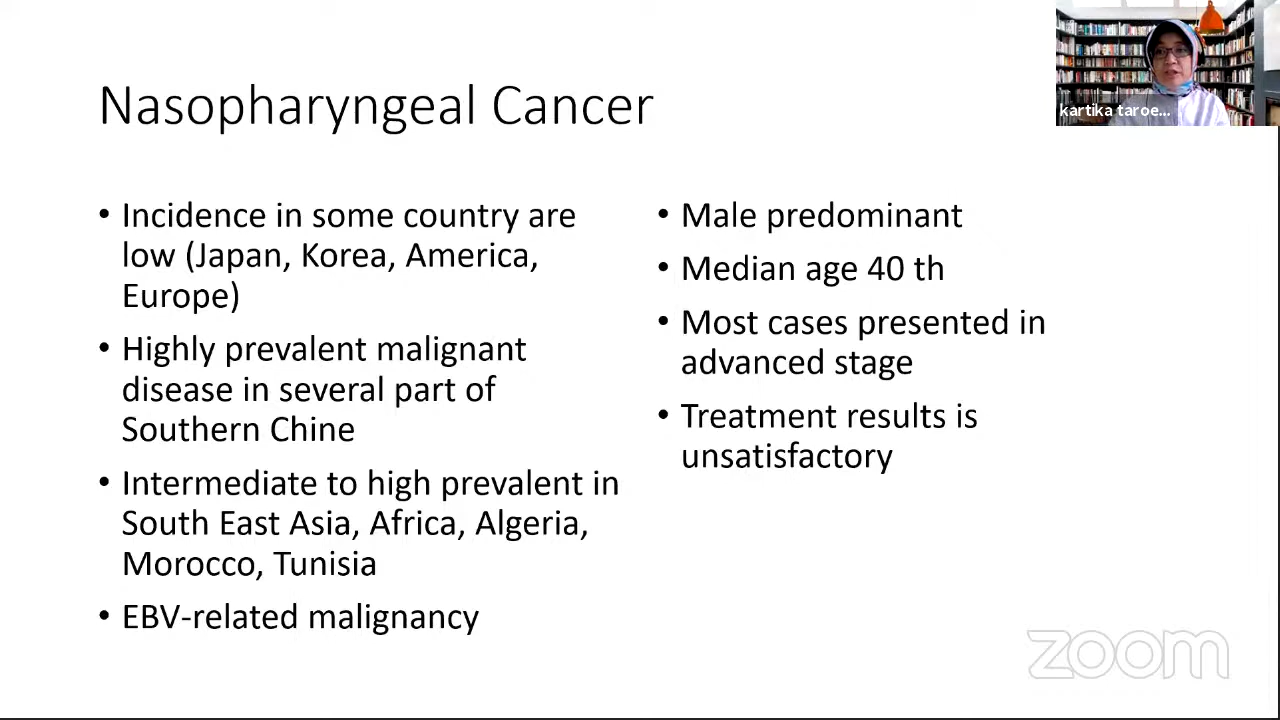 Nasopharyngeal Cancer
• Incidence in some country are
low (Japan, Korea, America,
Europe)
• Highly prevalent malignant
disease in several part of
Southern Chine
• Intermediate to high prevalent in
South East Asia, Africa, Algeria,
Morocco, Tunisia
• EBV-related malignancy
• Male predominant
• Median age 40 th
• Most cases presented in
advanced stage
• Treatment results is
unsatisfactory
kartika taroe...
zoom